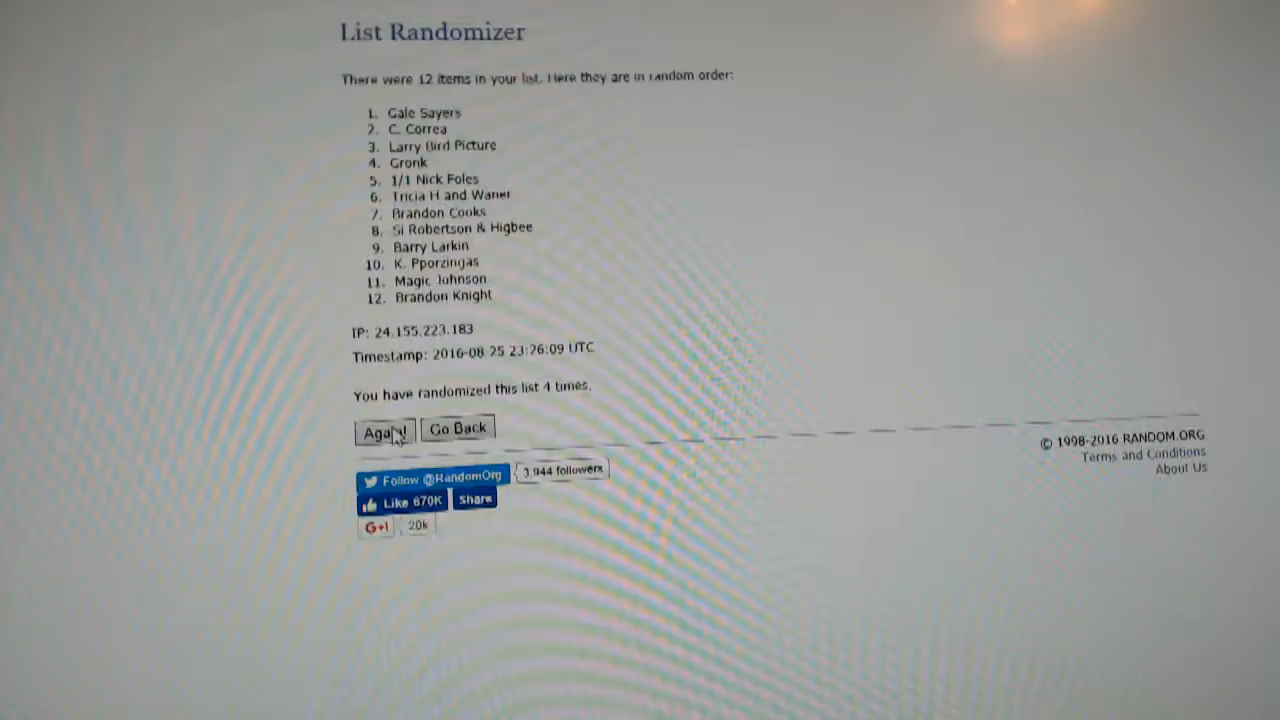 List Randomizer
There were 12 items in your list. Here they are in random order:
1. Gale Sayers
2. C. Correa
3. Larry Bird Picture
4. Gronk
5. 1/1 Nick Foles
6. Tricia H and Waner
7. Brandon Cooks
8. Si Robertson & Higbee
9. Barry Larkin
10. K. Pporzingas
11. Magic Johnson
12. Brandon Knight
IP: 24.155.223.183
Timestamp: 2016-08-25 23:26:09 UTC
You have randomized this list 4 times.
Again! Go Back
© 1998-2016 RANDOM.ORG
Terms and Conditions
About Us
Follow @RandomOrg 3,944 followers
Like 670K Share
G+1 20k